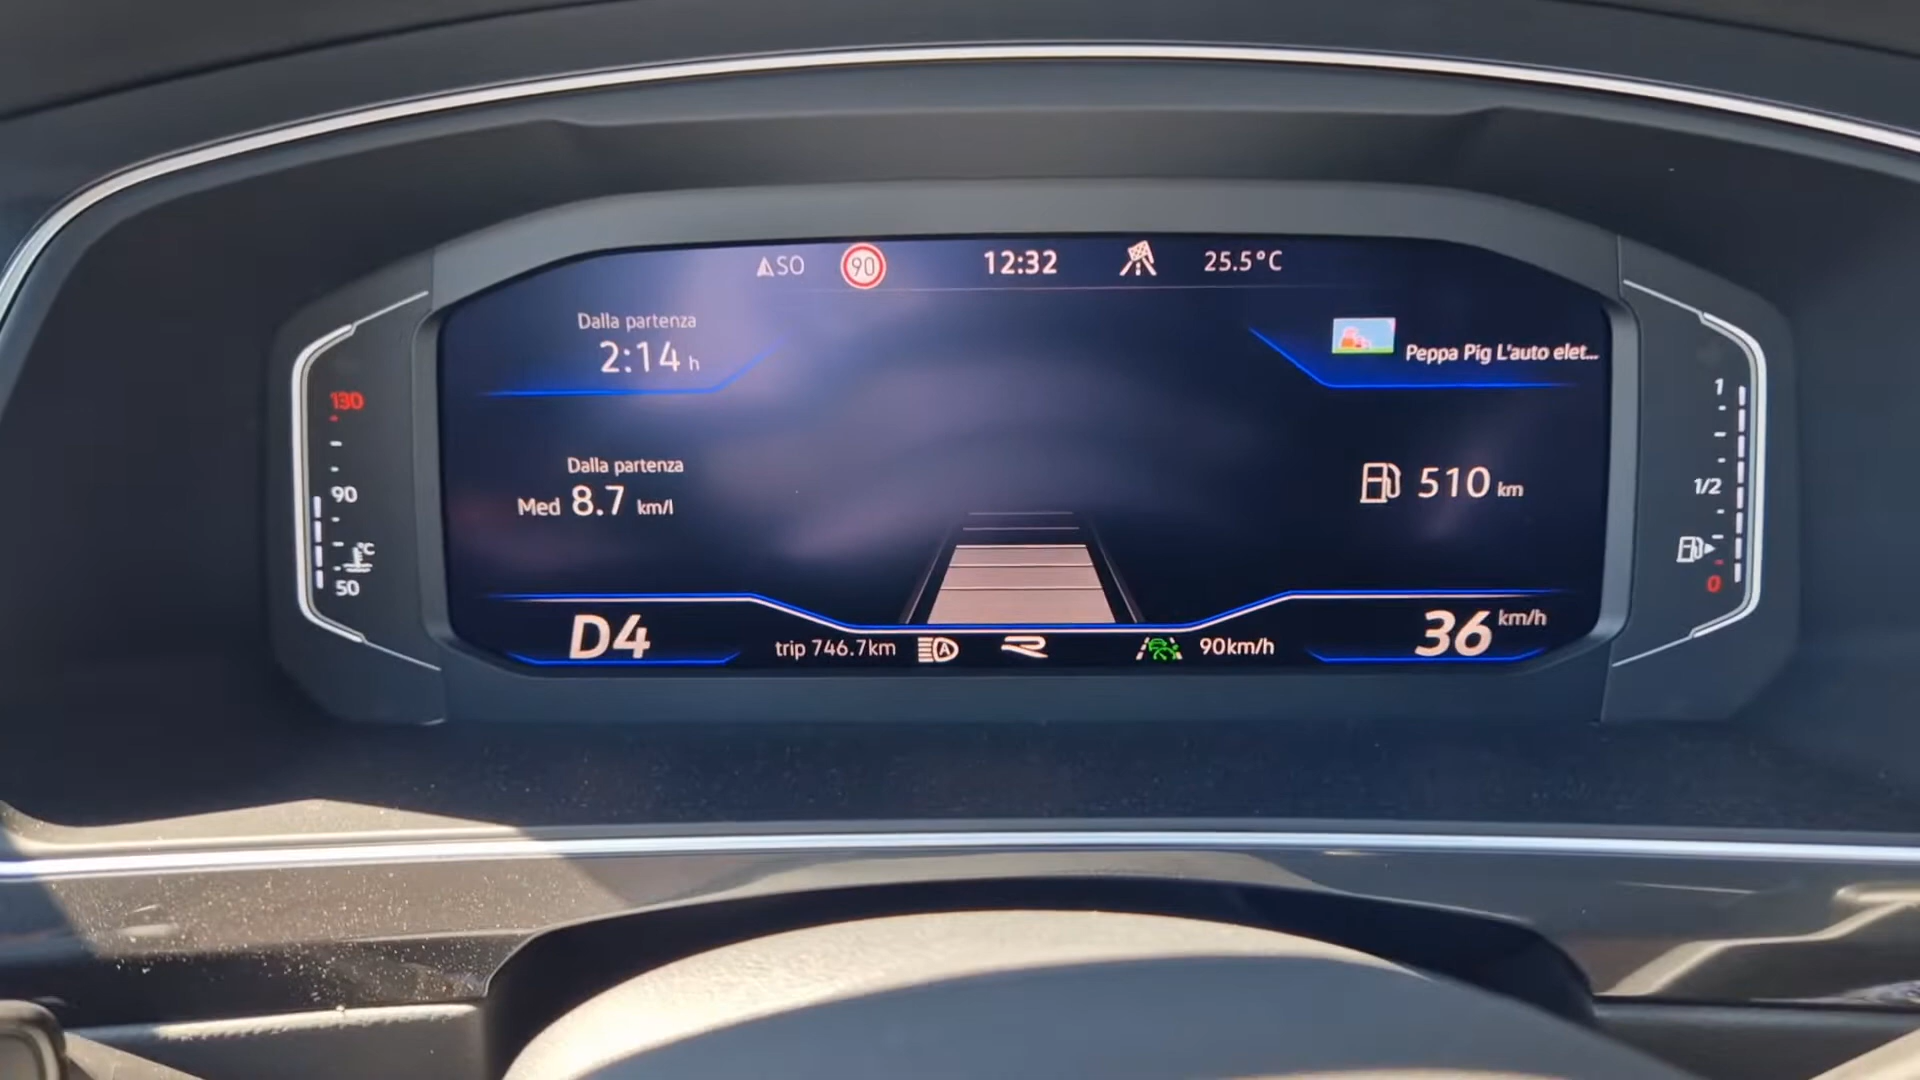 SO 90 12:32 25.5°C
Dalla partenza
2:14 h
Peppa Pig L'auto elet...
Dalla partenza
Med 8.7 km/l
510 km
D4
trip 746.7km
A
R
90km/h
36 km/h
130
90
°C
50
1
1/2
0